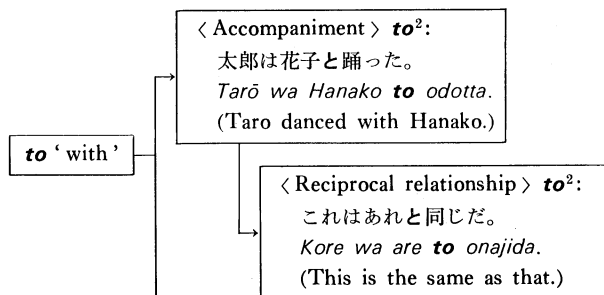 to ‘with’
〈Accompaniment〉 to²:
太郎は花子と踊った。
Tarō wa Hanako to odotta.
(Taro danced with Hanako.)
〈Reciprocal relationship〉 to²:
これはあれと同じだ。
Kore wa are to onajida.
(This is the same as that.)